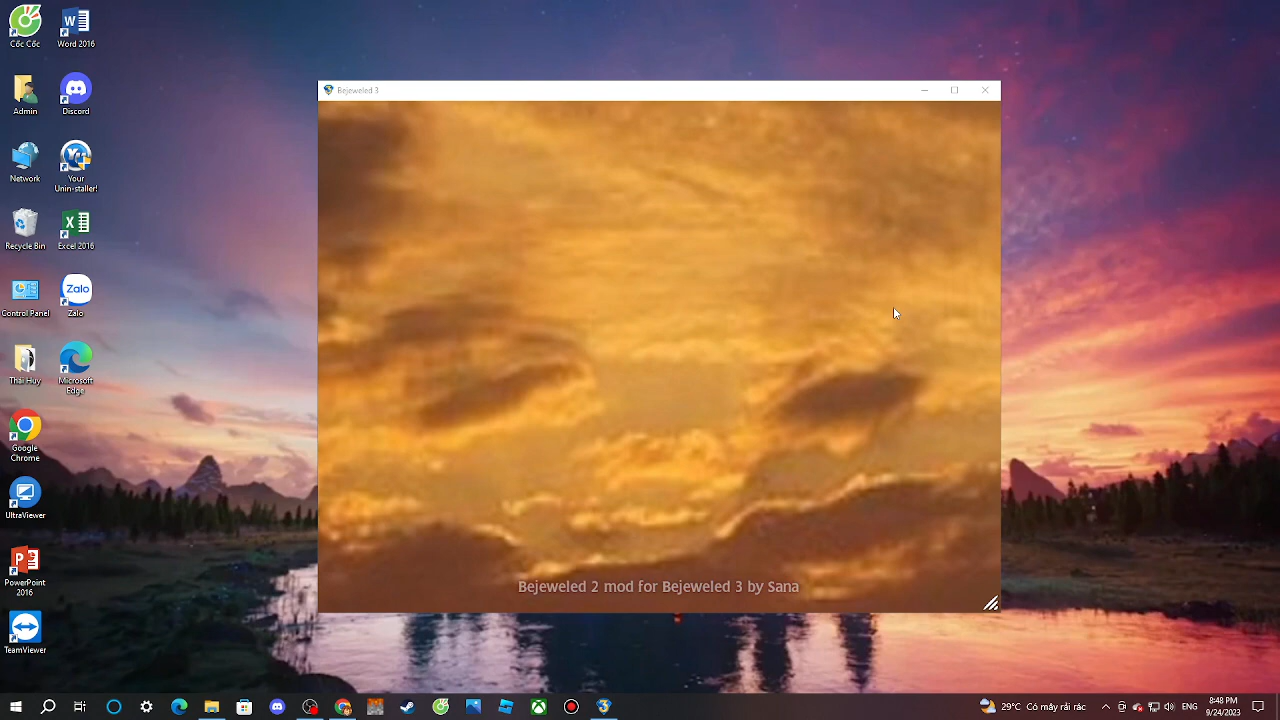 Cốc Cốc
Word 2016
Admin
Discord
Network
Your
Unin-staller!
Recycle Bin
Excel 2016
Control Panel
Zalo
Zalo
Thái Huy
Microsoft
Edge
Google
Chrome
UltraViewer
PowerPoint
2016
TeamViewer
Bejeweled 3
Bejeweled 2 mod for Bejeweled 3 by Sana
29°C Có mây rải rác
ENG
8:48 PM
9/24/2023